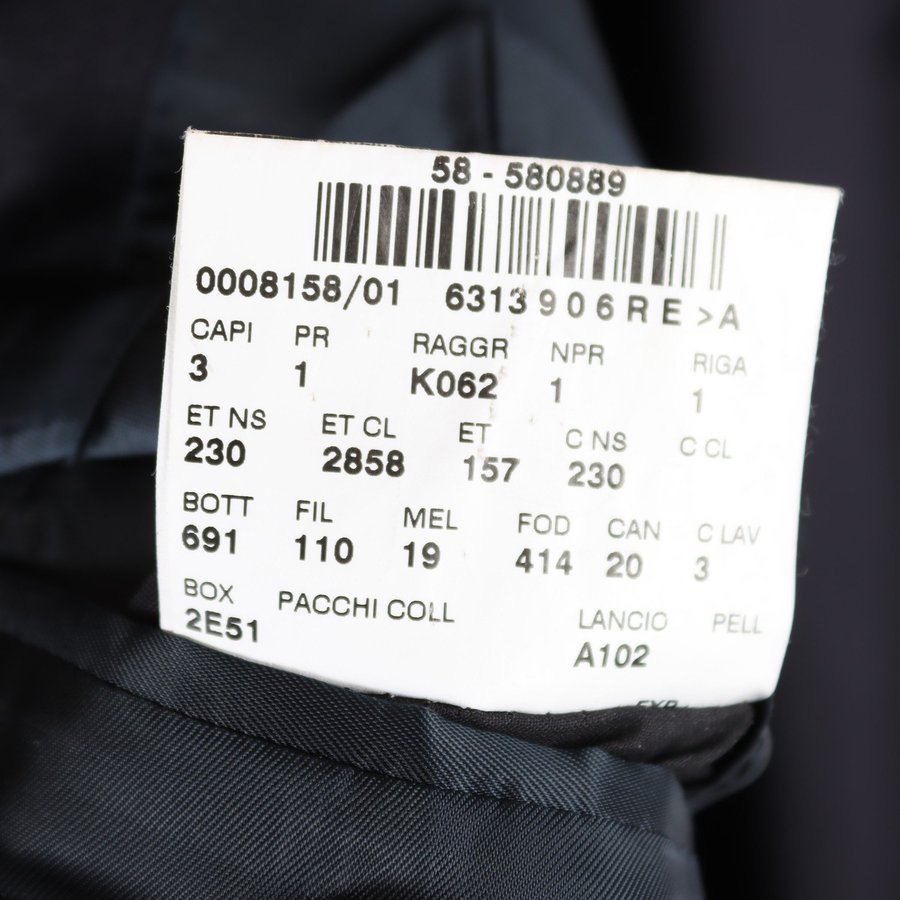 58 - 580889
0008158/01 6313906RE>A
CAPI PR RAGGR NPR RIGA
3 1 K062 1 1
ET NS ET CL ET C NS C CL
230 2858 157 230
BOTT FIL MEL FOD CAN C LAV
691 110 19 414 20 3
BOX PACCHI COLL LANCIO PELL
2E51 A102